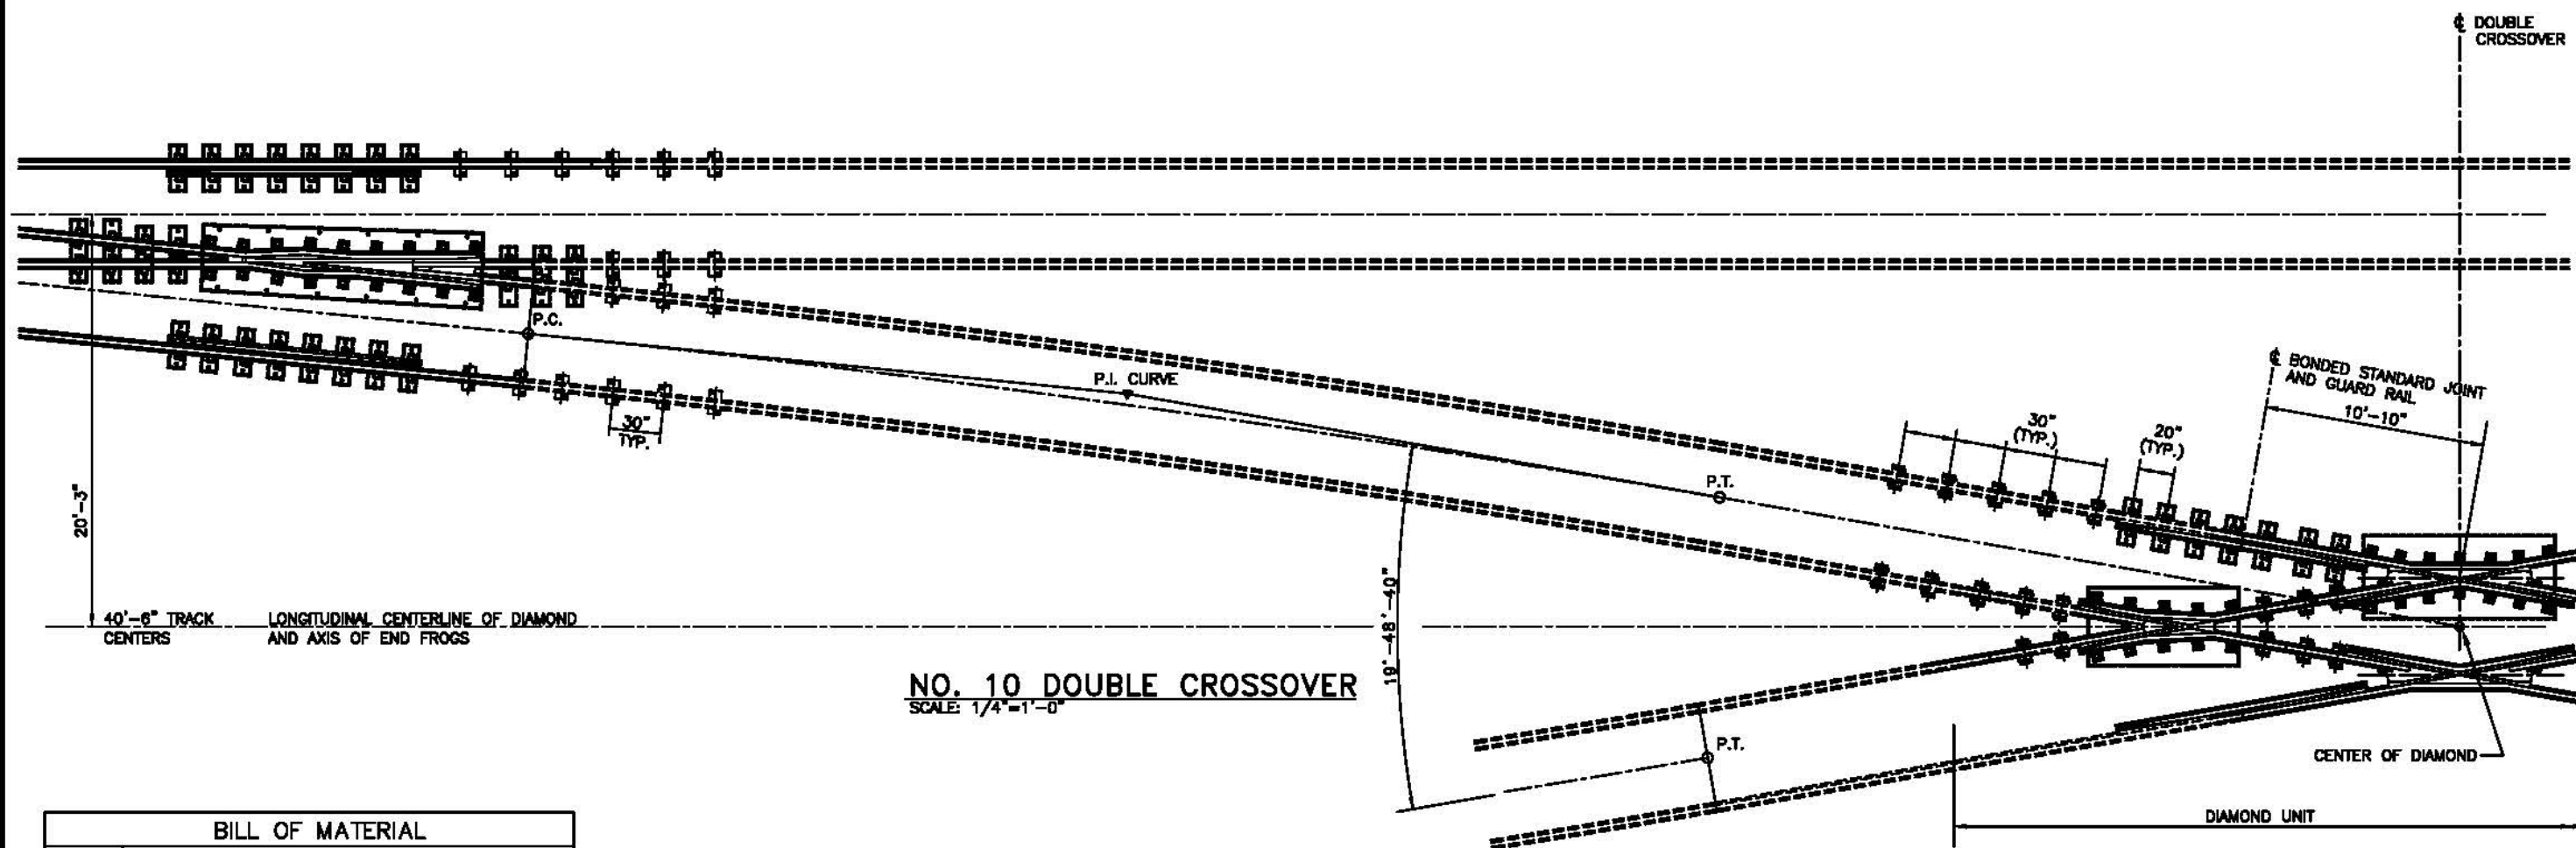 ℄ DOUBLE
CROSSOVER
P.C.
P.I. CURVE
30"
TYP.
℄ BONDED STANDARD JOINT
AND GUARD RAIL
10'-10"
30"
(TYP.)
20"
(TYP.)
P.T.
20'-3"
19°-48'-40"
40'-6" TRACK
CENTERS
LONGITUDINAL CENTERLINE OF DIAMOND
AND AXIS OF END FROGS
NO. 10 DOUBLE CROSSOVER
SCALE: 1/4"=1'-0"
P.T.
CENTER OF DIAMOND
DIAMOND UNIT
BILL OF MATERIAL